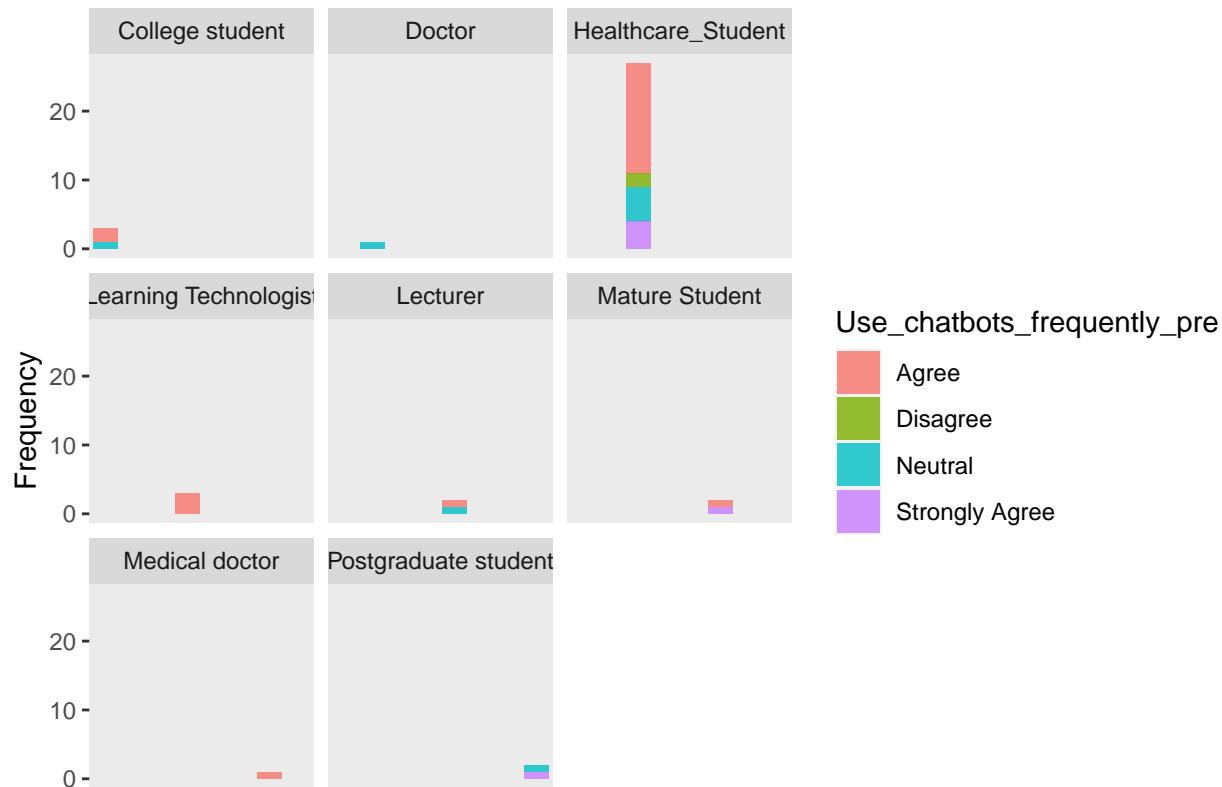 College student
Doctor
Healthcare_Student
20
10
0
Learning Technologist
Lecturer
Mature Student
20
10
0
Medical doctor
Postgraduate student
20
10
0
Frequency
Use_chatbots_frequently_pre
Agree
Disagree
Neutral
Strongly Agree